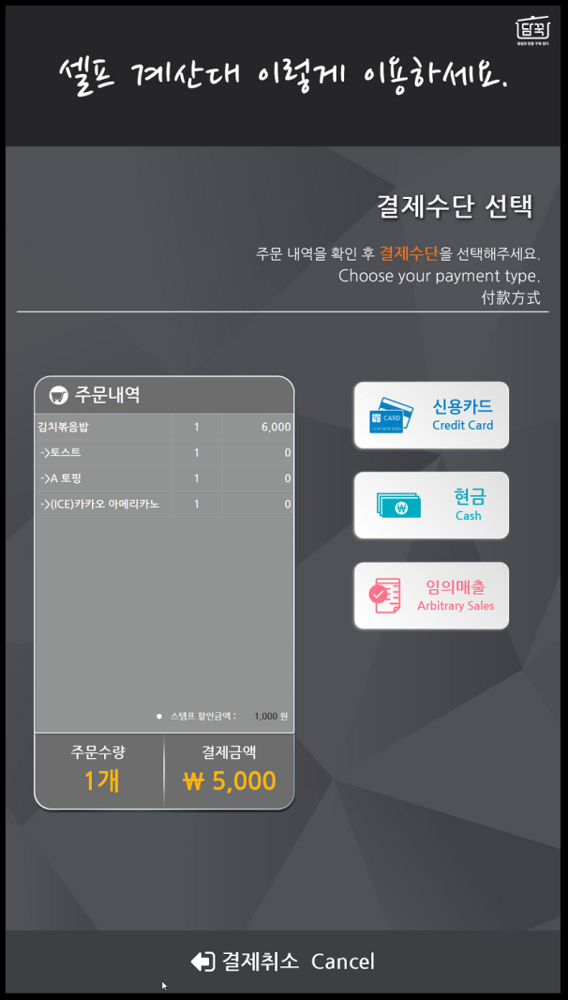 담꾹
셀프 계산대 이렇게 이용하세요.
결제수단 선택
주문 내역을 확인 후 결제수단을 선택해주세요.
Choose your payment type.
付款方式
주문내역
김치볶음밥 1 6,000
->토스트 1 0
->A 토핑 1 0
->(ICE)카카오 아메리카노 1 0
● 스템프 할인금액 : 1,000 원
주문수량 결제금액
1개 ₩ 5,000
CARD
신용카드
Credit Card
₩
현금
Cash
임의매출
Arbitrary Sales
결제취소 Cancel